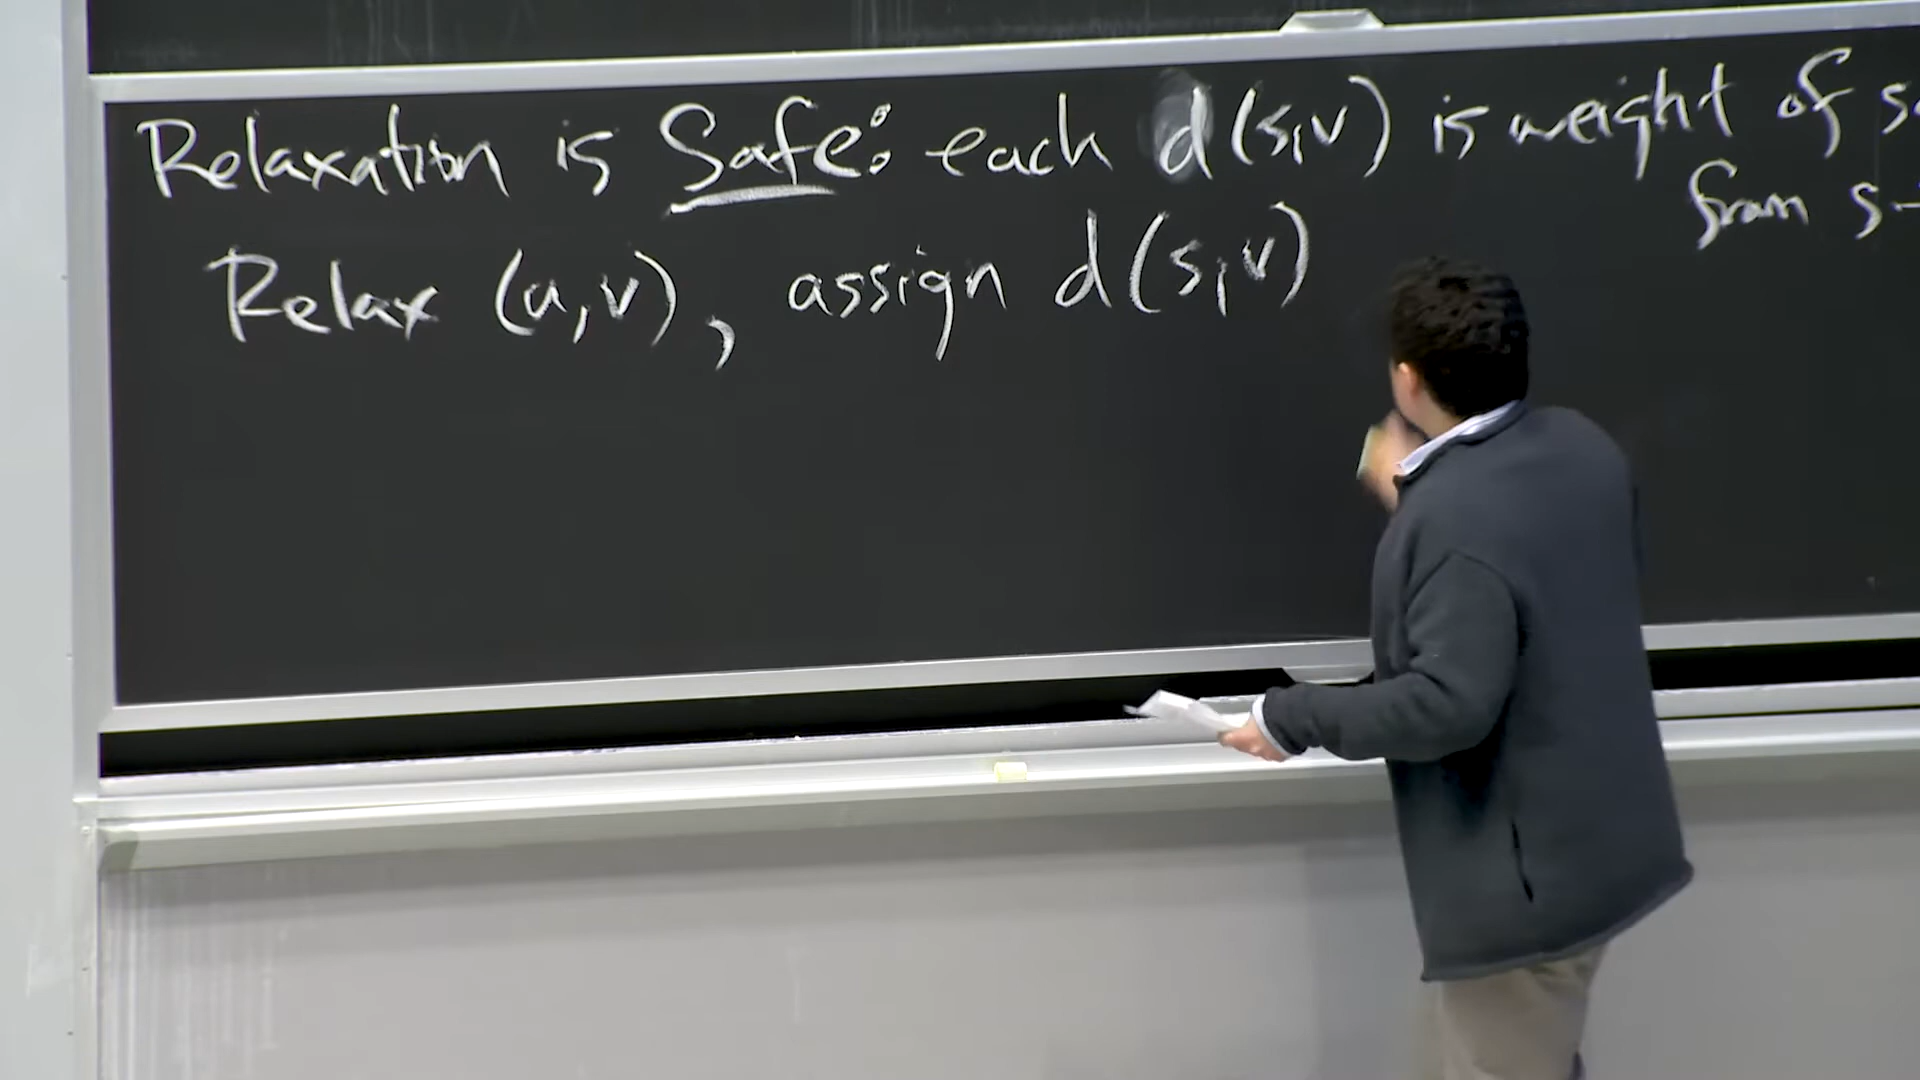 Relaxation is Safe: each d(s,v) is weight of
from s
Relax (u,v), assign d(s,v)